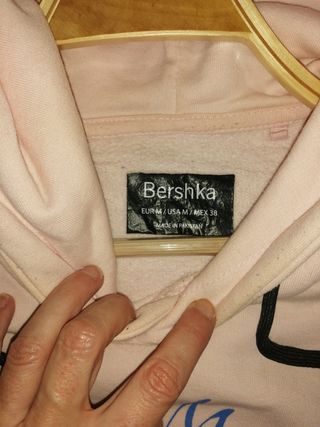 Bershka
EUR M / USA M / MEX 38
MADE IN PAKISTAN